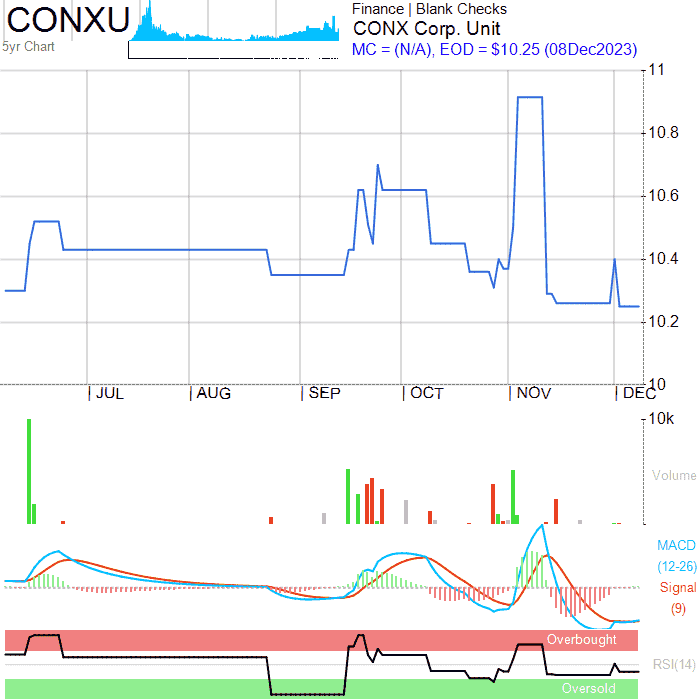 CONXU
5yr Chart
Finance | Blank Checks
CONX Corp. Unit
MC = (N/A), EOD = $10.25 (08Dec2023)
11
10.8
10.6
10.4
10.2
10
JUL AUG SEP OCT NOV DEC
10k
Volume
MACD
(12-26)
Signal
(9)
Overbought
RSI(14)
Oversold